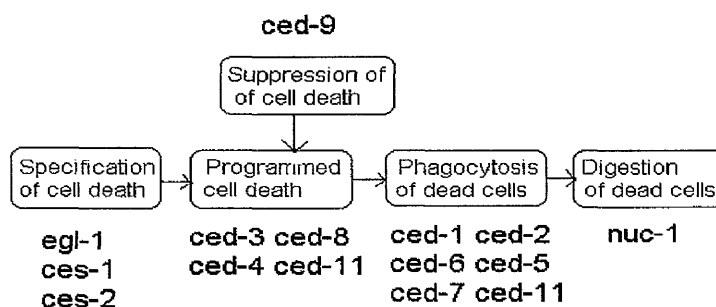 ced-9
Suppression of
of cell death
Specification
of cell death
Programmed
cell death
Phagocytosis
of dead cells
Digestion
of dead cells
egl-1
ces-1
ces-2
ced-3 ced-8
ced-4 ced-11
ced-1 ced-2
ced-6 ced-5
ced-7 ced-11
nuc-1